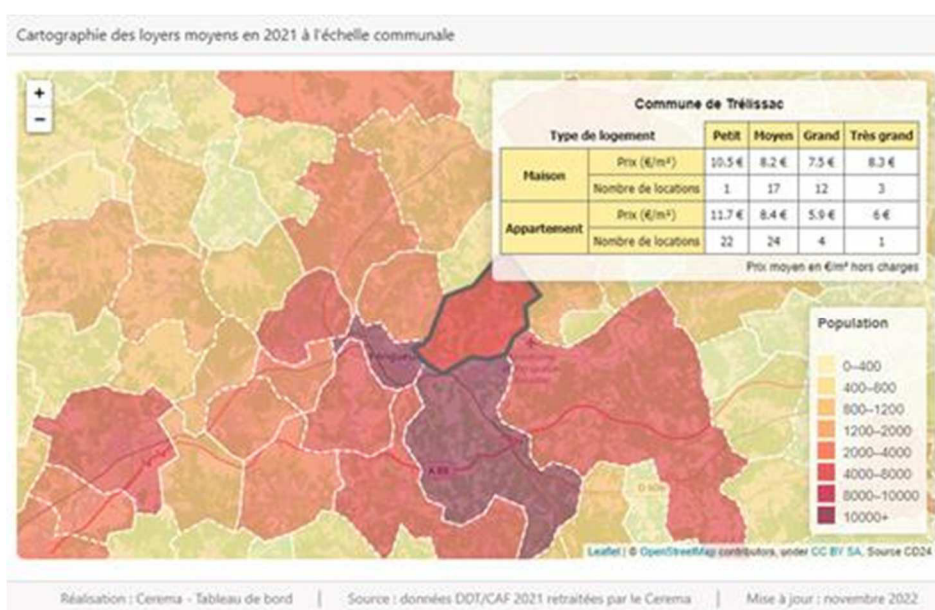 Cartographie des loyers moyens en 2021 à l'échelle communale
+
−
Commune de Trélissac
Type de logement Petit Moyen Grand Très grand
Maison Prix (€/m²) 10.5 € 8.2 € 7.5 € 8.3 €
Nombre de locations 1 17 12 3
Appartement Prix (€/m²) 11.7 € 8.4 € 5.9 € 6 €
Nombre de locations 22 24 4 1
Prix moyen en €/m² hors charges
Population
0–400
400–800
800–1200
1200–2000
2000–4000
4000–8000
8000–10000
10000+
A 89
Leaflet | © OpenStreetMap contributors, under CC BY SA, Source CD24
Réalisation : Cerema - Tableau de bord | Source : données DDT/CAF 2021 retraitées par le Cerema | Mise à jour : novembre 2022